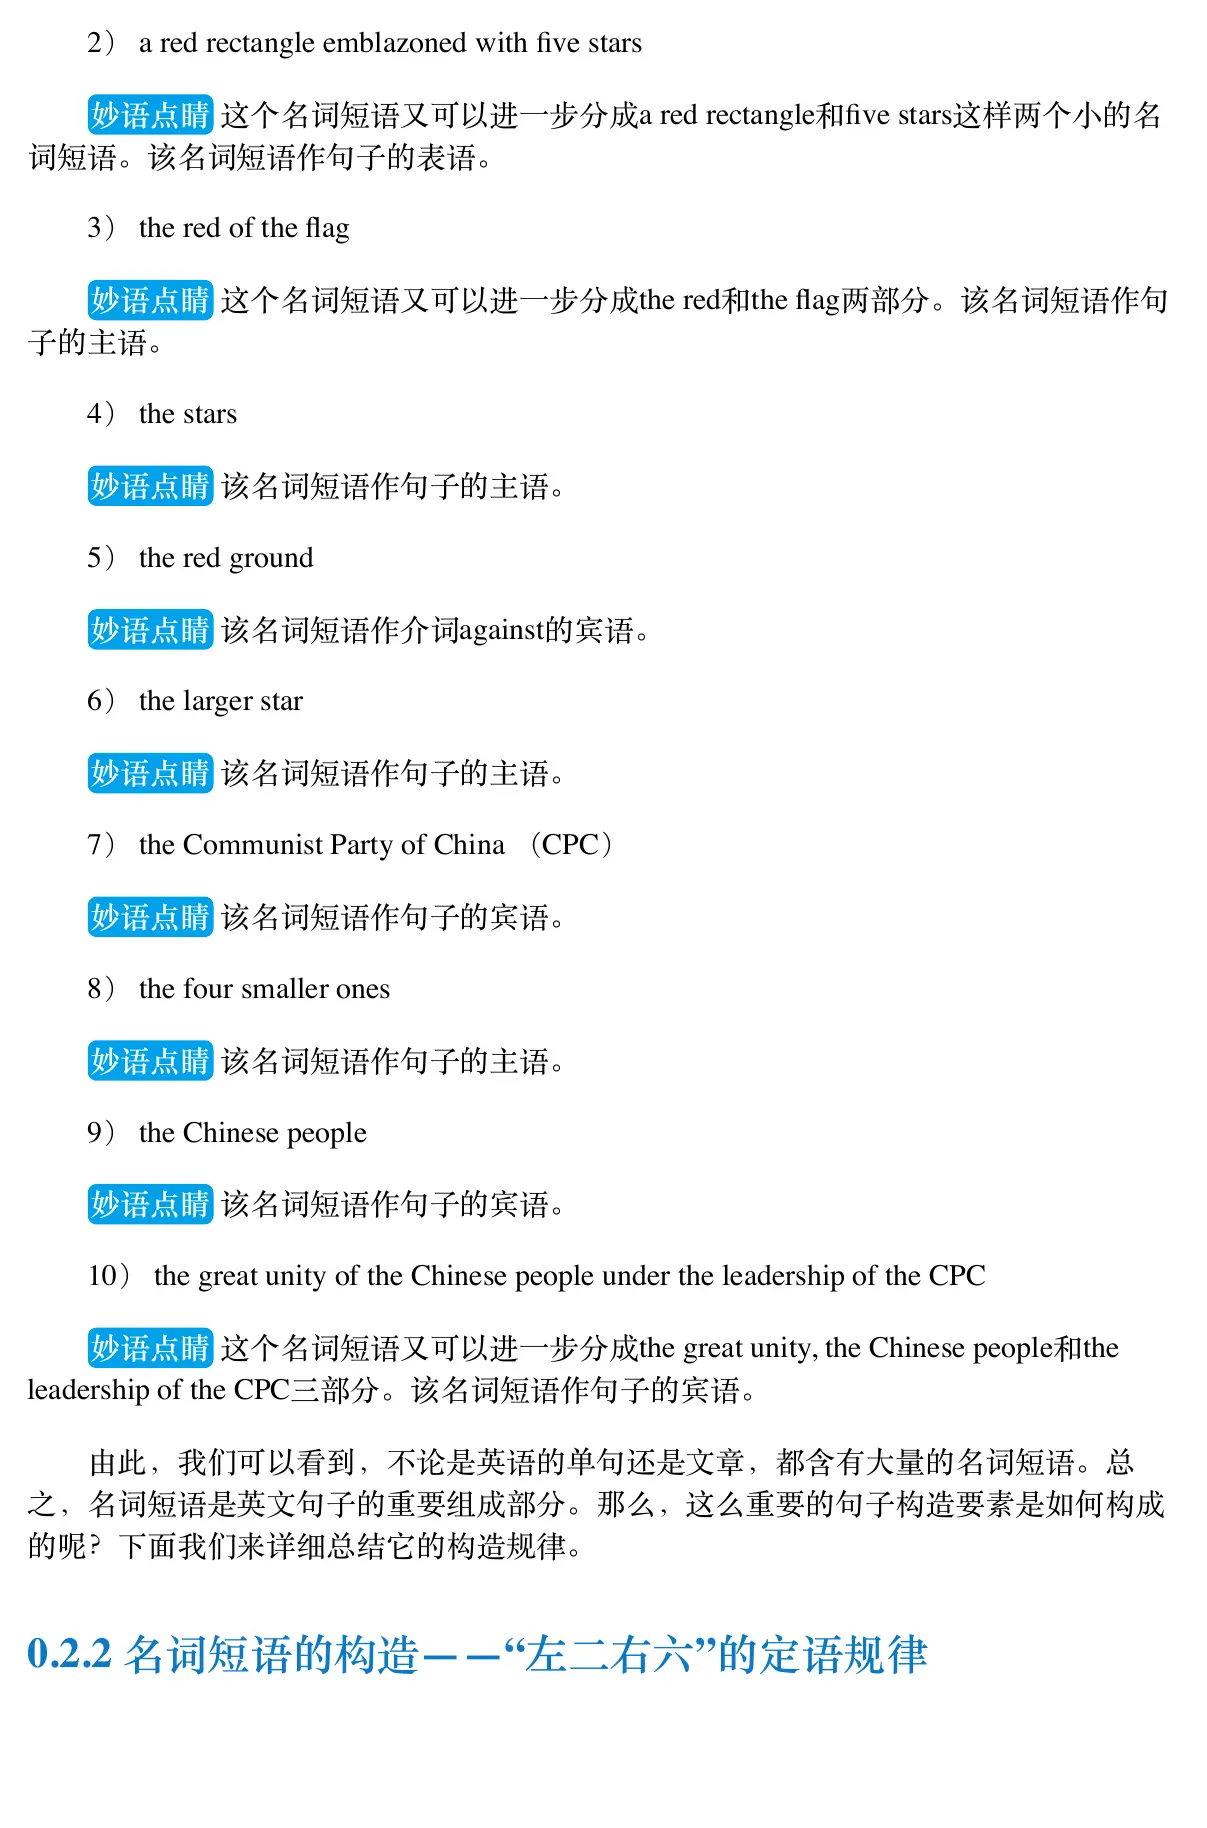 2） a red rectangle emblazoned with five stars
妙语点睛 这个名词短语又可以进一步分成a red rectangle和five stars这样两个小的名
词短语。该名词短语作句子的表语。
3） the red of the flag
妙语点睛 这个名词短语又可以进一步分成the red和the flag两部分。该名词短语作句
子的主语。
4） the stars
妙语点睛 该名词短语作句子的主语。
5） the red ground
妙语点睛 该名词短语作介词against的宾语。
6） the larger star
妙语点睛 该名词短语作句子的主语。
7） the Communist Party of China （CPC）
妙语点睛 该名词短语作句子的宾语。
8） the four smaller ones
妙语点睛 该名词短语作句子的主语。
9） the Chinese people
妙语点睛 该名词短语作句子的宾语。
10） the great unity of the Chinese people under the leadership of the CPC
妙语点睛 这个名词短语又可以进一步分成the great unity, the Chinese people和the
leadership of the CPC三部分。该名词短语作句子的宾语。
由此，我们可以看到，不论是英语的单句还是文章，都含有大量的名词短语。总
之，名词短语是英文句子的重要组成部分。那么，这么重要的句子构造要素是如何构成
的呢？下面我们来详细总结它的构造规律。
0.2.2 名词短语的构造——“左二右六”的定语规律